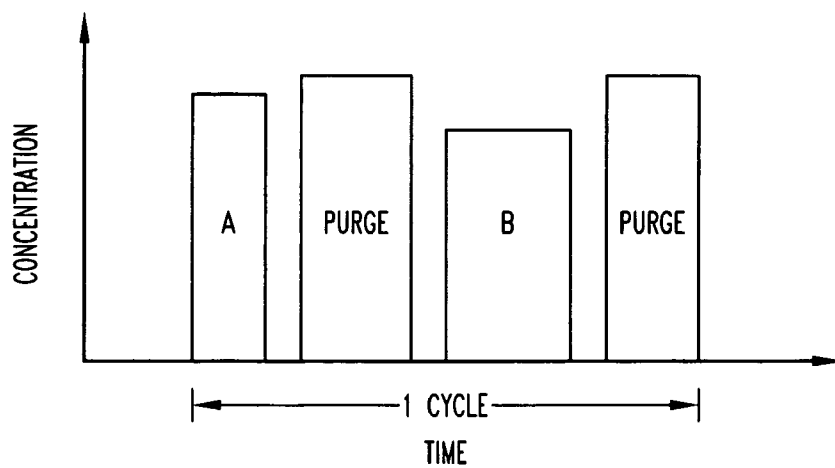 CONCENTRATION
A
PURGE
B
PURGE
1 CYCLE
TIME